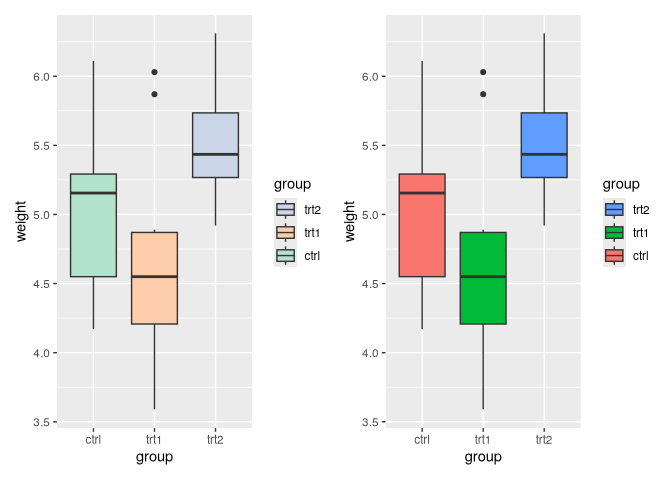 weight
6.0
5.5
5.0
4.5
4.0
3.5
ctrl trt1 trt2
group
group
trt2
trt1
ctrl
weight
6.0
5.5
5.0
4.5
4.0
3.5
ctrl trt1 trt2
group
group
trt2
trt1
ctrl